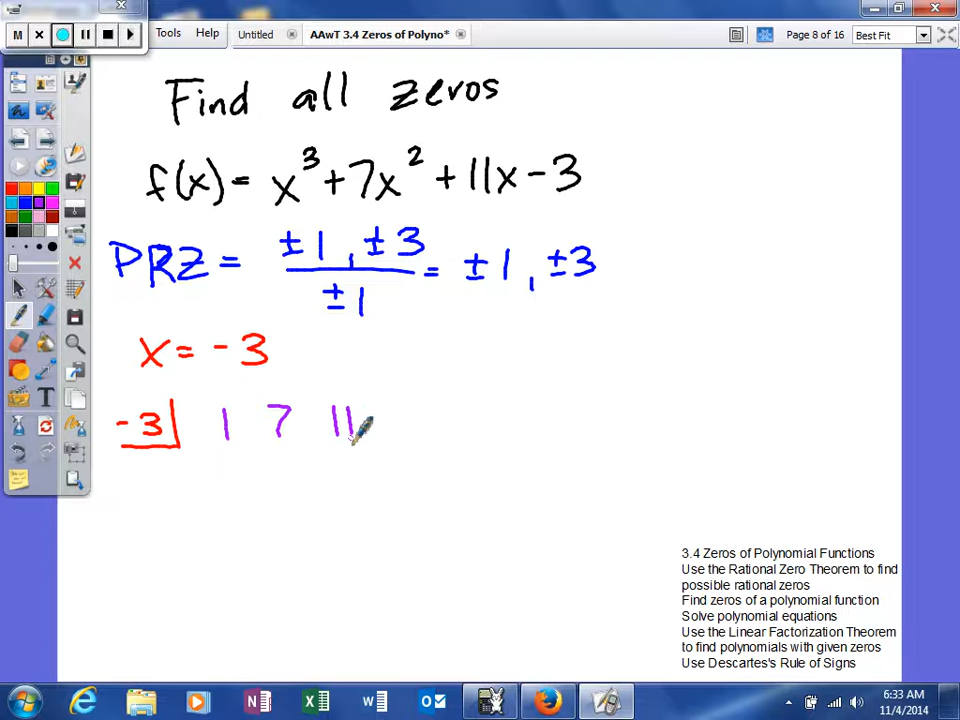 M
Tools Help Untitled AAwT 3.4 Zeros of Polyno* Page 8 of 16 Best Fit
Find all zeros
f(x)= x³+7x²+11x-3
PRZ = ±1, ±3 / ±1 = ±1, ±3
x = -3
-3| 1 7 11
3.4 Zeros of Polynomial Functions
Use the Rational Zero Theorem to find
possible rational zeros
Find zeros of a polynomial function
Solve polynomial equations
Use the Linear Factorization Theorem
to find polynomials with given zeros
Use Descartes's Rule of Signs
6:33 AM
11/4/2014